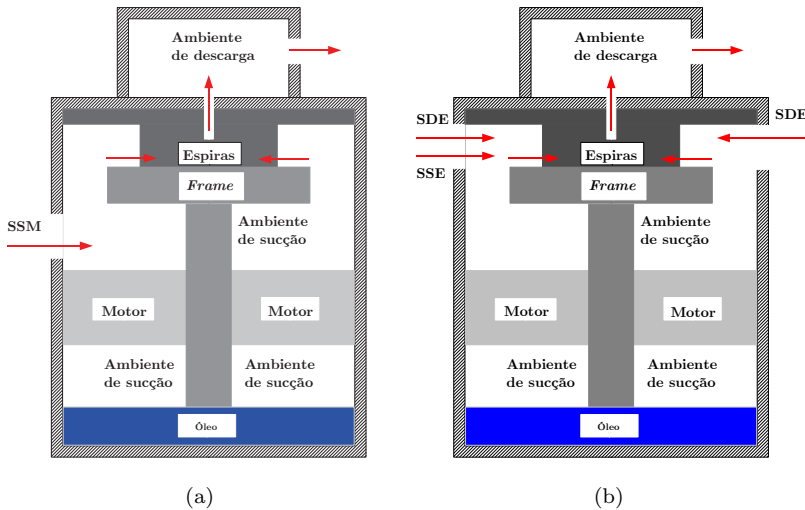 Ambiente
de descarga
Espiras
Frame
SSM
Ambiente
de sucção
Motor
Motor
Ambiente
de sucção
Ambiente
de sucção
Óleo
(a)
Ambiente
de descarga
SDE
SDE
Espiras
SSE
Frame
Ambiente
de sucção
Motor
Motor
Ambiente
de sucção
Ambiente
de sucção
Óleo
(b)